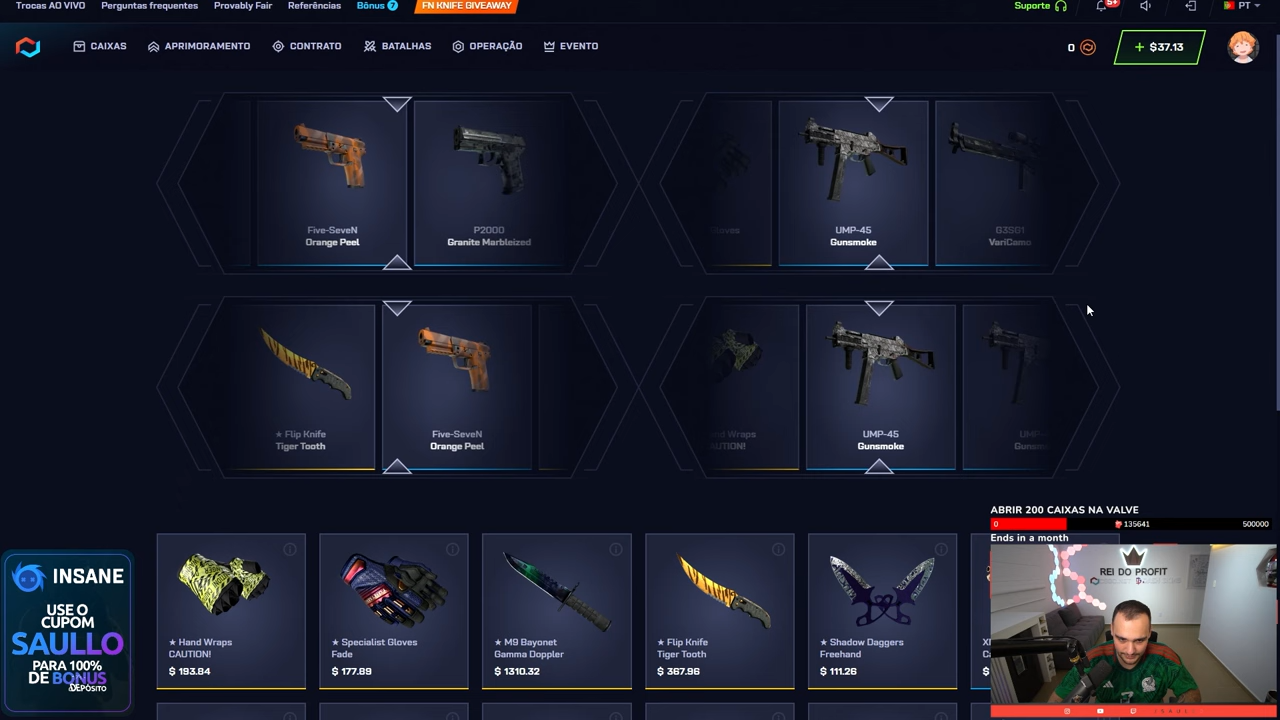 Trocas AO VIVO
Perguntas frequentes
Provably Fair
Referências
Bônus 7
FN KNIFE GIVEAWAY
Suporte
5+
PT
CAIXAS
APRIMORAMENTO
CONTRATO
BATALHAS
OPERAÇÃO
EVENTO
0
+ $37.13
Five-SeveN
Orange Peel
P2000
Granite Marbleized
UMP-45
Gunsmoke
G3SG1
VariCamo
★ Flip Knife
Tiger Tooth
Five-SeveN
Orange Peel
UMP-45
Gunsmoke
ABRIR 200 CAIXAS NA VALVE
0
135641
500000
Ends in a month
REI DO PROFIT
INSANE
USE O
CUPOM
SAULLO
PARA 100%
DE BONUS
DEPÓSITO
★ Hand Wraps
CAUTION!
$ 193.84
★ Specialist Gloves
Fade
$ 177.89
★ M9 Bayonet
Gamma Doppler
$ 1310.32
★ Flip Knife
Tiger Tooth
$ 367.96
★ Shadow Daggers
Freehand
$ 111.26